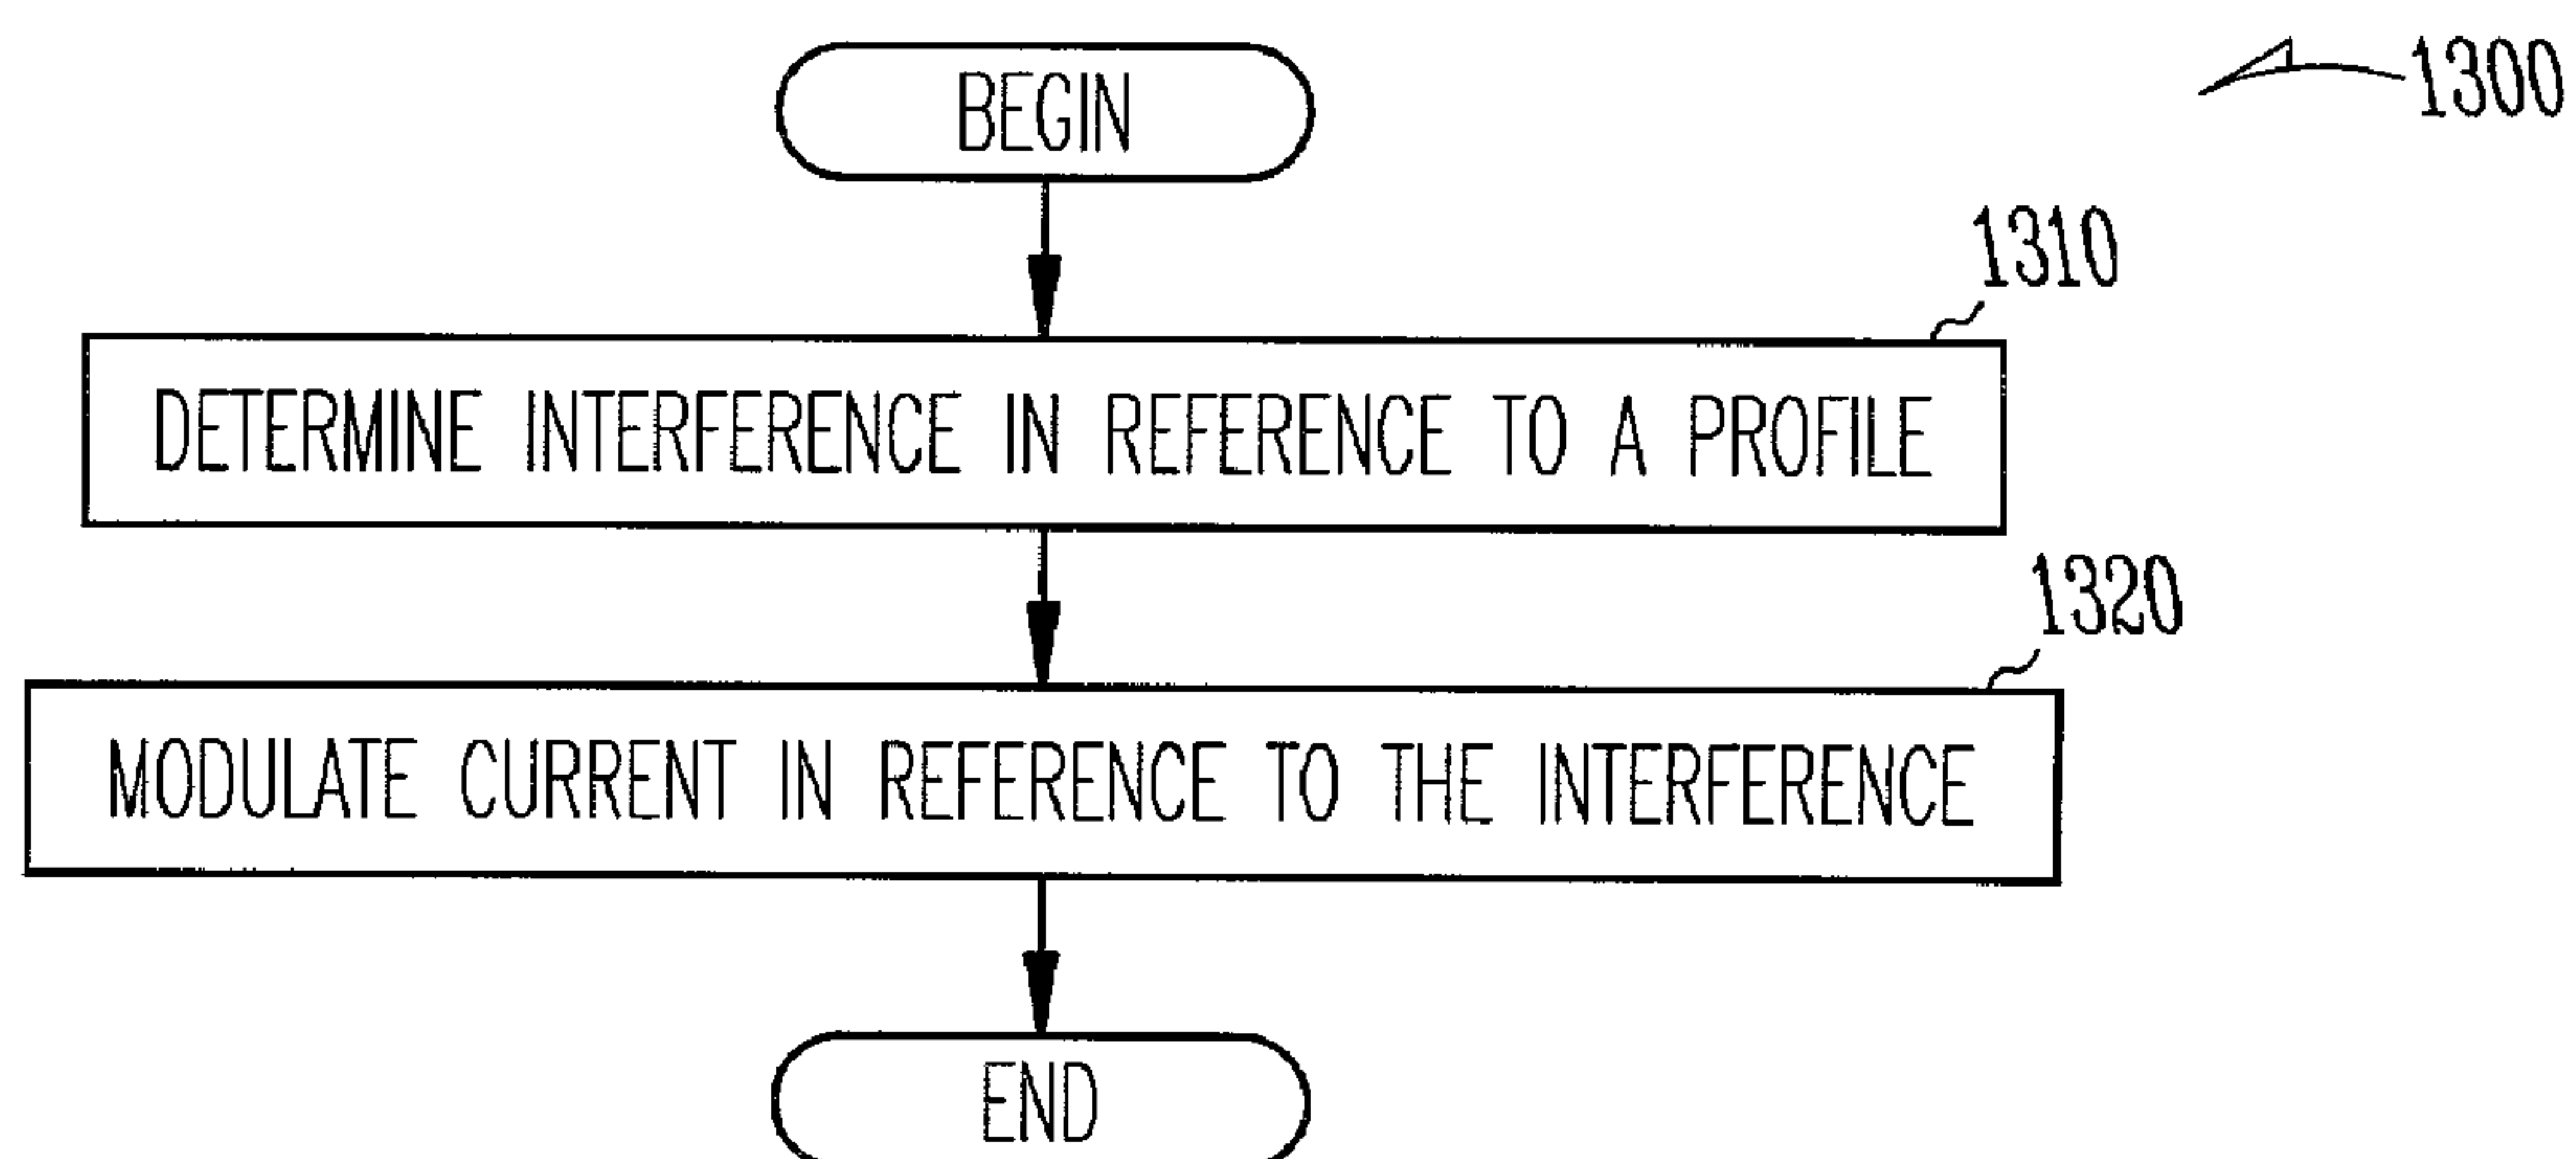 BEGIN
1300
1310
DETERMINE INTERFERENCE IN REFERENCE TO A PROFILE
1320
MODULATE CURRENT IN REFERENCE TO THE INTERFERENCE
END